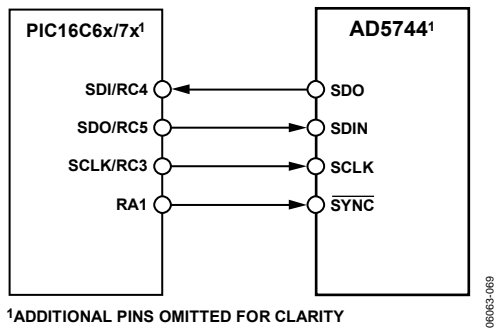 PIC16C6x/7x¹
AD5744¹
SDI/RC4
SDO
SDO/RC5
SDIN
SCLK/RC3
SCLK
RA1
SYNC
¹ADDITIONAL PINS OMITTED FOR CLARITY
06063-069